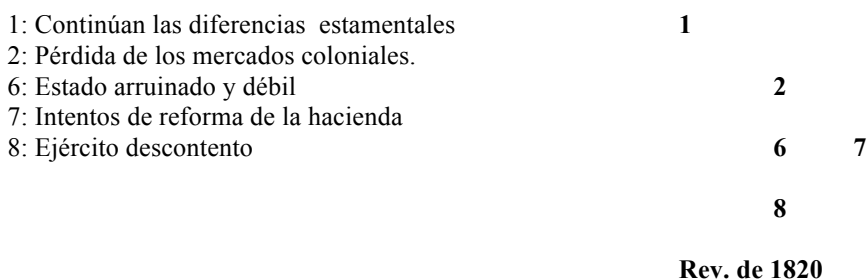 1: Continúan las diferencias  estamentales 1
2: Pérdida de los mercados coloniales.
6: Estado arruinado y débil 2
7: Intentos de reforma de la hacienda
8: Ejército descontento 6 7
8
Rev. de 1820